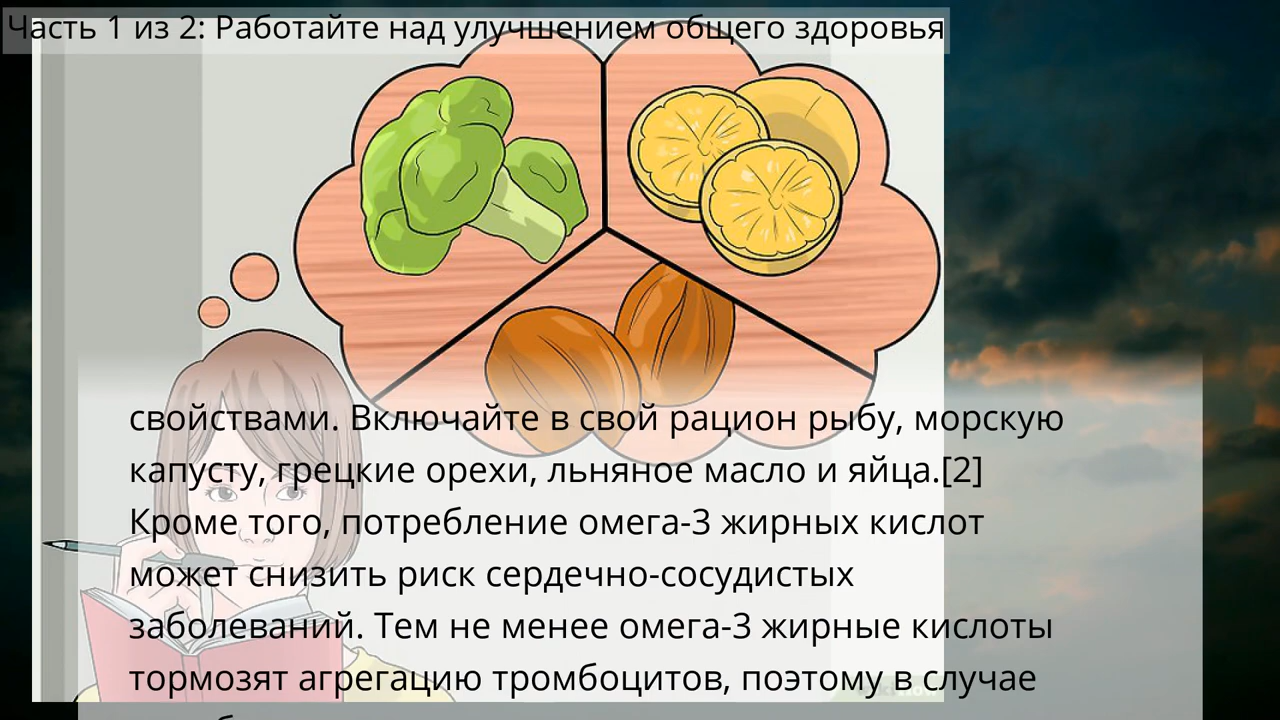 Часть 1 из 2: Работайте над улучшением общего здоровья
свойствами. Включайте в свой рацион рыбу, морскую
капусту, грецкие орехи, льняное масло и яйца.[2]
Кроме того, потребление омега-3 жирных кислот
может снизить риск сердечно-сосудистых
заболеваний. Тем не менее омега-3 жирные кислоты
тормозят агрегацию тромбоцитов, поэтому в случае